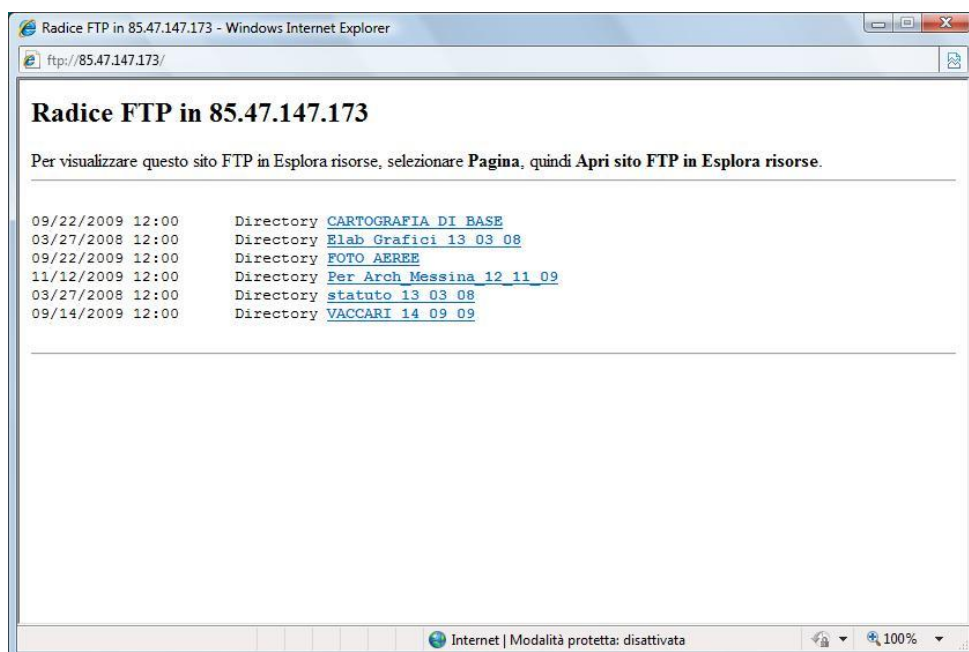 Radice FTP in 85.47.147.173 - Windows Internet Explorer
ftp://85.47.147.173/
Radice FTP in 85.47.147.173
Per visualizzare questo sito FTP in Esplora risorse, selezionare Pagina, quindi Apri sito FTP in Esplora risorse.
09/22/2009 12:00 Directory CARTOGRAFIA DI BASE
03/27/2008 12:00 Directory Elab Grafici 13 03 08
09/22/2009 12:00 Directory FOTO AEREE
11/12/2009 12:00 Directory Per Arch_Messina_12_11_09
03/27/2008 12:00 Directory statuto 13 03 08
09/14/2009 12:00 Directory VACCARI 14 09 09
Internet | Modalità protetta: disattivata 100%